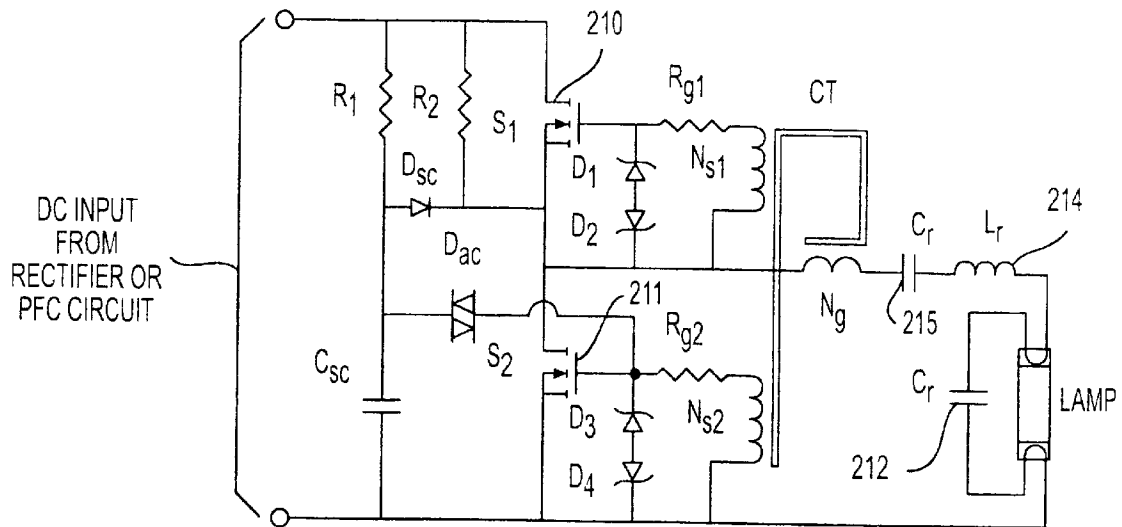 210
R1
R2
S1
Rg1
CT
D1
Ns1
Dsc
D2
Dac
Cr
Lr
214
DC INPUT
FROM
RECTIFIER OR
PFC CIRCUIT
211
Ng
215
S2
Rg2
Csc
Cr
LAMP
D3
Ns2
D4
212